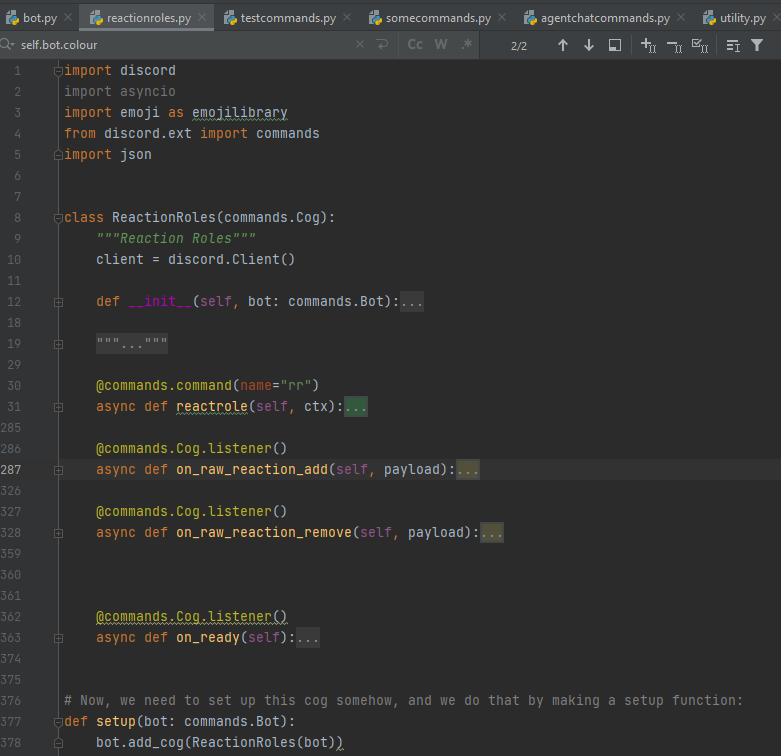 bot.py × reactionroles.py × testcommands.py × somecommands.py × agentchatcommands.py × utility.py ×
self.bot.colour × Cc W .* 2/2
1 import discord
2 import asyncio
3 import emoji as emojilibrary
4 from discord.ext import commands
5 import json
6
7
8 class ReactionRoles(commands.Cog):
9 """Reaction Roles"""
10 client = discord.Client()
11
12 def __init__(self, bot: commands.Bot):...
18
19 """..."""
29
30 @commands.command(name="rr")
31 async def reactrole(self, ctx):...
285
286 @commands.Cog.listener()
287 async def on_raw_reaction_add(self, payload):...
326
327 @commands.Cog.listener()
328 async def on_raw_reaction_remove(self, payload):...
359
360
361
362 @commands.Cog.listener()
363 async def on_ready(self):...
374
375
376 # Now, we need to set up this cog somehow, and we do that by making a setup function:
377 def setup(bot: commands.Bot):
378 bot.add_cog(ReactionRoles(bot))